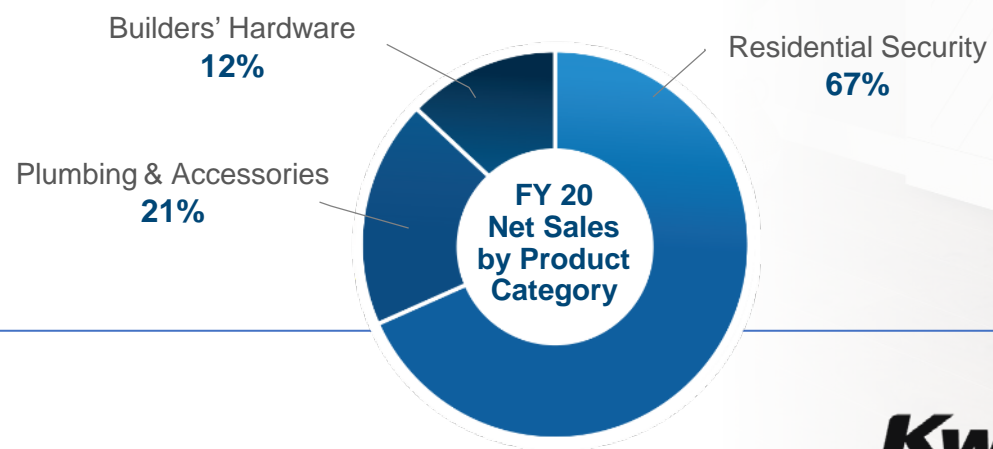 Builders’ Hardware
12%
Residential Security
67%
Plumbing & Accessories
21%
FY 20
Net Sales
by Product
Category